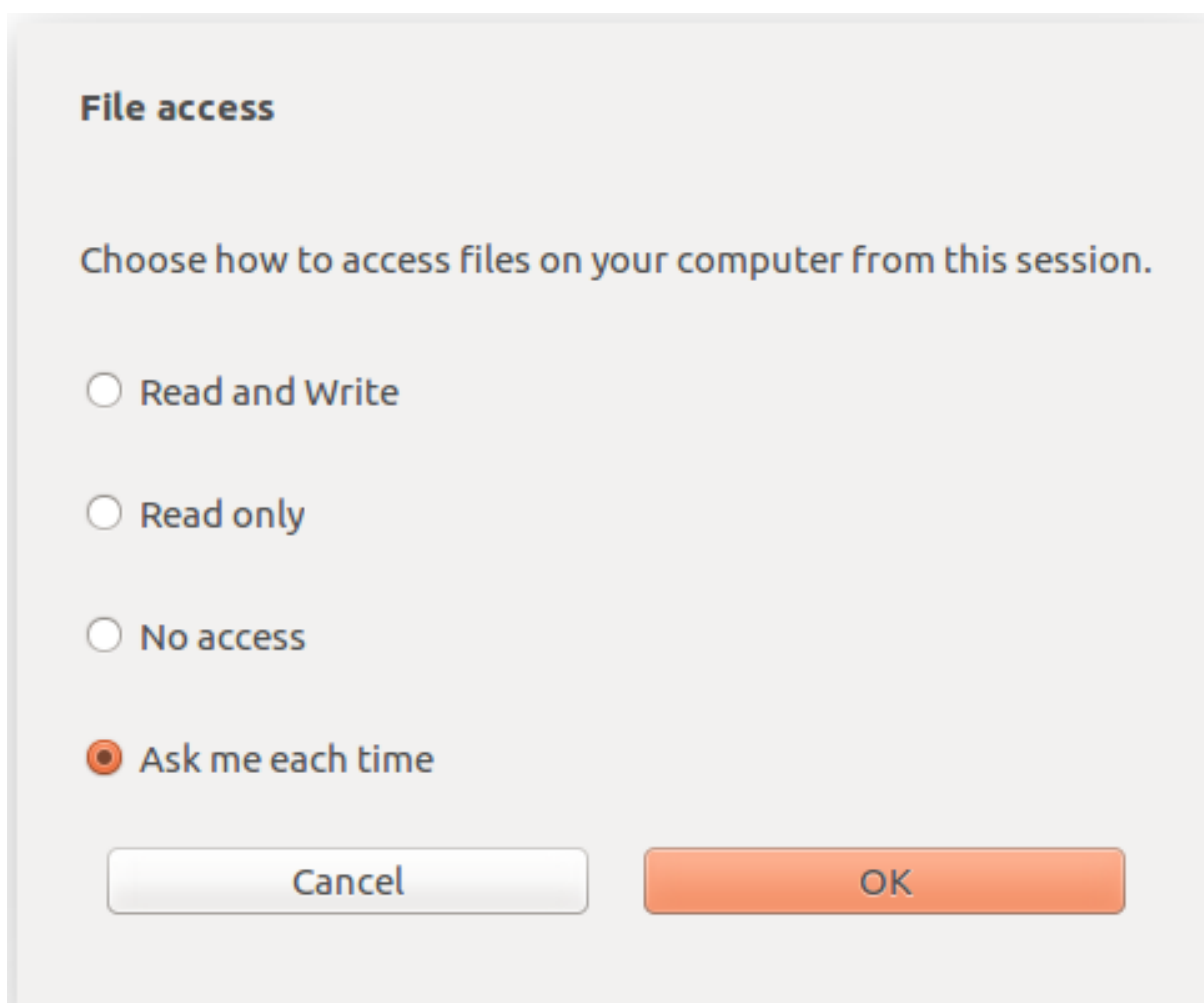 File access
Choose how to access files on your computer from this session.
Read and Write
Read only
No access
Ask me each time
Cancel OK